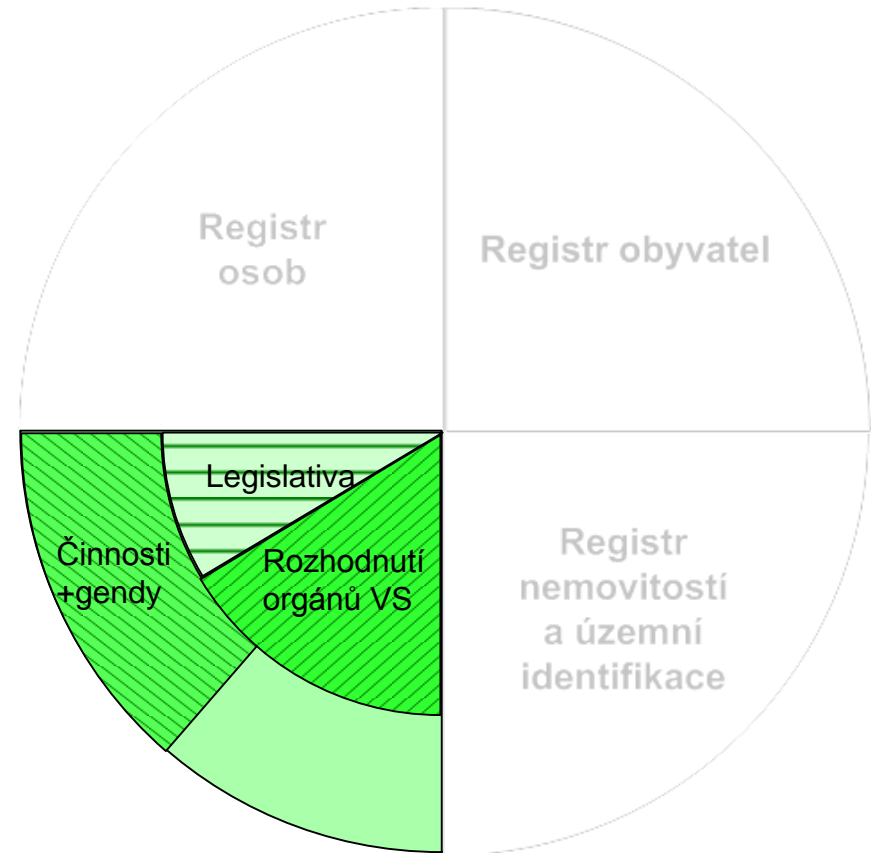 Registr
osob
Registr obyvatel
Legislativa
Činnosti
+gendy
Rozhodnutí
orgánů VS
Registr
nemovitostí
a územní
identifikace